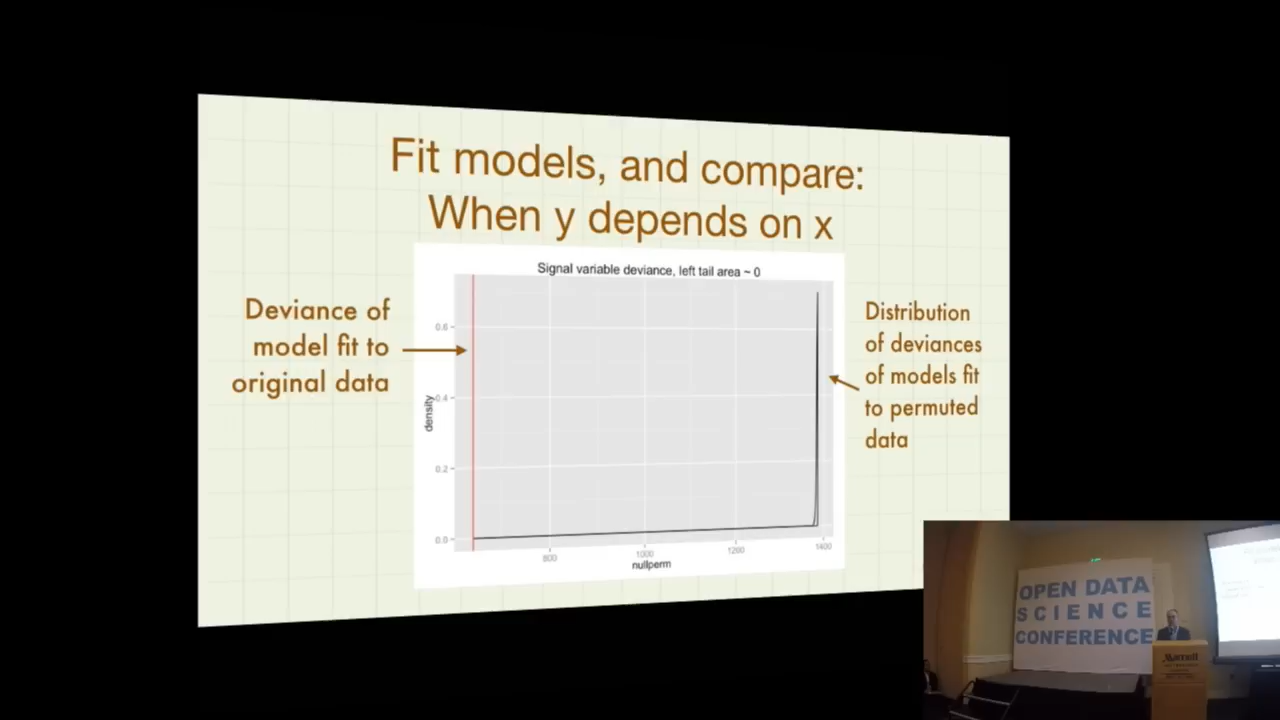 Fit models, and compare:
When y depends on x
Signal variable deviance, left tail area ~ 0
Deviance of
model fit to
original data
Distribution
of deviances
of models fit
to permuted
data
density
0.6
0.4
0.2
0.0
800
1000
1200
1400
nullperm
OPEN DATA
SCIENCE
CONFERENCE
Marriott